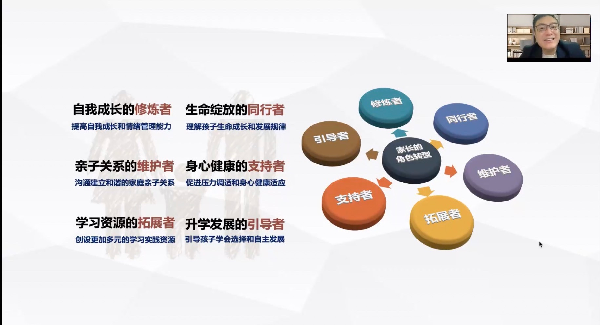 自我成长的修炼者
提高自我成长和情绪管理能力
生命绽放的同行者
理解孩子生命成长和发展规律
亲子关系的维护者
沟通建立和谐的家庭亲子关系
身心健康的支持者
促进压力调适和身心健康适应
学习资源的拓展者
创设更加多元的学习实践资源
升学发展的引导者
引导孩子学会选择和自主发展
修炼者
同行者
引导者
家长的
角色转型
维护者
支持者
拓展者